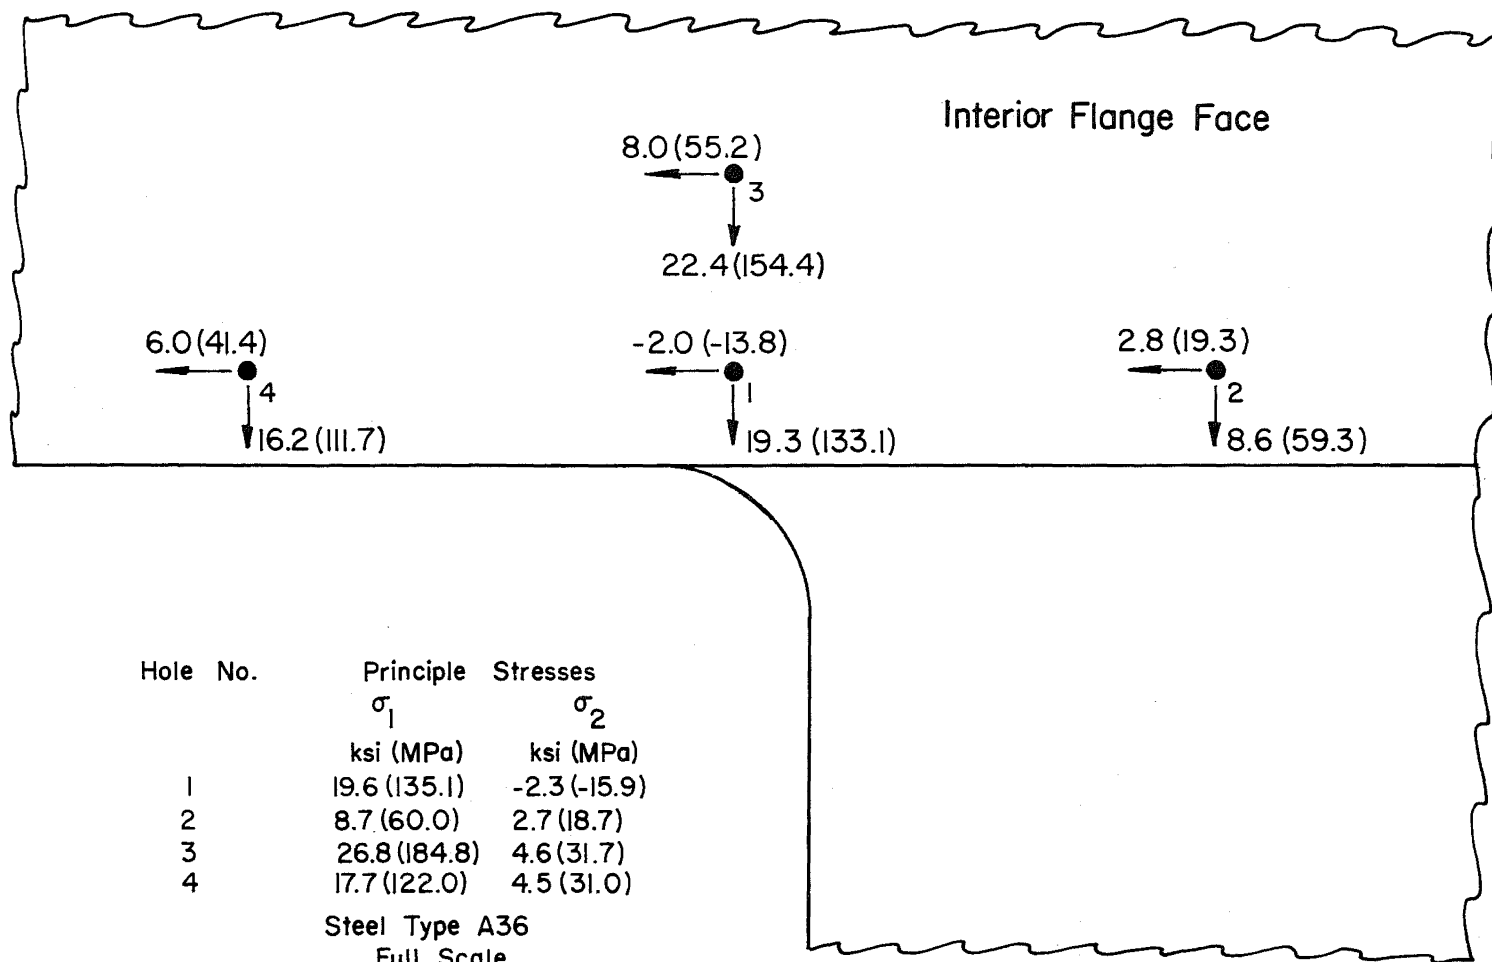 Interior Flange Face
8.0 (55.2)
3
22.4 (154.4)
6.0 (41.4)
4
16.2 (111.7)
-2.0 (-13.8)
1
19.3 (133.1)
2.8 (19.3)
2
8.6 (59.3)
Hole No. Principle Stresses
σ1 σ2
ksi (MPa) ksi (MPa)
1 19.6 (135.1) -2.3 (-15.9)
2 8.7 (60.0) 2.7 (18.7)
3 26.8 (184.8) 4.6 (31.7)
4 17.7 (122.0) 4.5 (31.0)
Steel Type A36
Full Scale